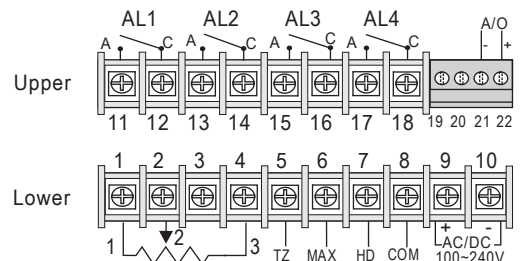 AL1 AL2 AL3 AL4 A/O
A C A C A C A C - +
Upper
11 12 13 14 15 16 17 18 19 20 21 22
1 2 3 4 5 6 7 8 9 10
Lower
+ -
1 2 3 TZ MAX HD COM AC/DC
100~240V